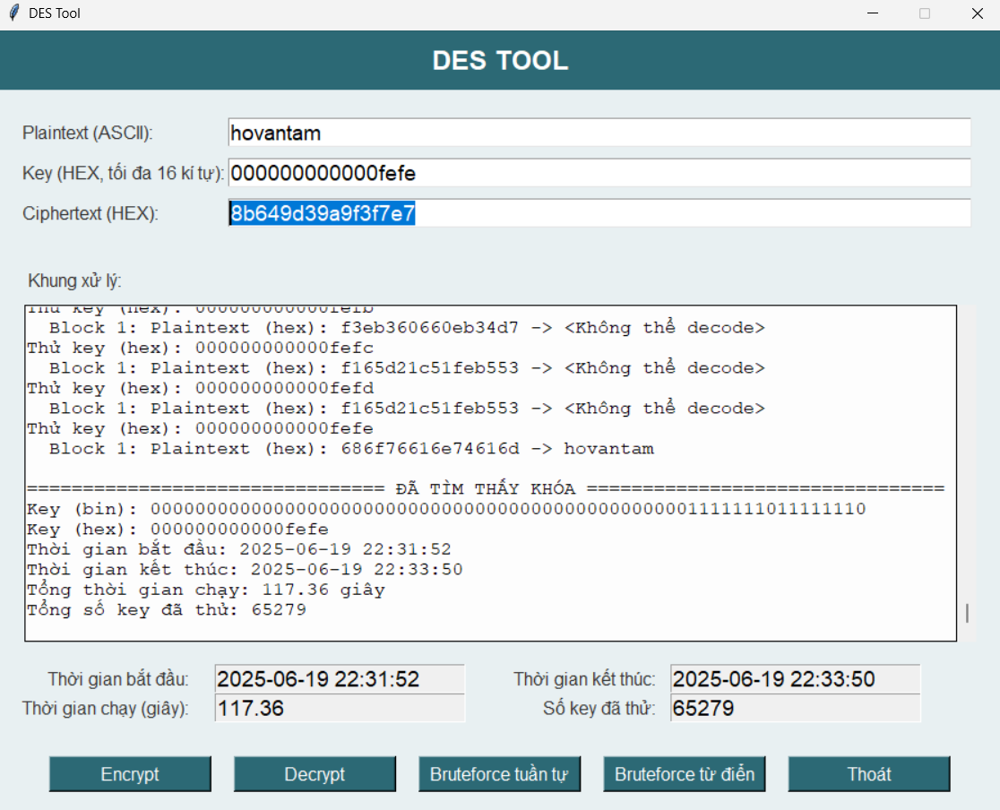 DES Tool
DES TOOL
Plaintext (ASCII): hovantam
Key (HEX, tối đa 16 kí tự): 000000000000fefe
Ciphertext (HEX): 8b649d39a9f3f7e7
Khung xử lý:
Thử key (hex): 000000000000fefb
Block 1: Plaintext (hex): f3eb360660eb34d7 -> <Không thể decode>
Thử key (hex): 000000000000fefc
Block 1: Plaintext (hex): f165d21c51feb553 -> <Không thể decode>
Thử key (hex): 000000000000fefd
Block 1: Plaintext (hex): f165d21c51feb553 -> <Không thể decode>
Thử key (hex): 000000000000fefe
Block 1: Plaintext (hex): 686f76616e74616d -> hovantam
================================ ĐÃ TÌM THẤY KHÓA ================================
Key (bin): 0000000000000000000000000000000000000000000000001111111011111110
Key (hex): 000000000000fefe
Thời gian bắt đầu: 2025-06-19 22:31:52
Thời gian kết thúc: 2025-06-19 22:33:50
Tổng thời gian chạy: 117.36 giây
Tổng số key đã thử: 65279
Thời gian bắt đầu: 2025-06-19 22:31:52 Thời gian kết thúc: 2025-06-19 22:33:50
Thời gian chạy (giây): 117.36 Số key đã thử: 65279
Encrypt Decrypt Bruteforce tuần tự Bruteforce từ điển Thoát